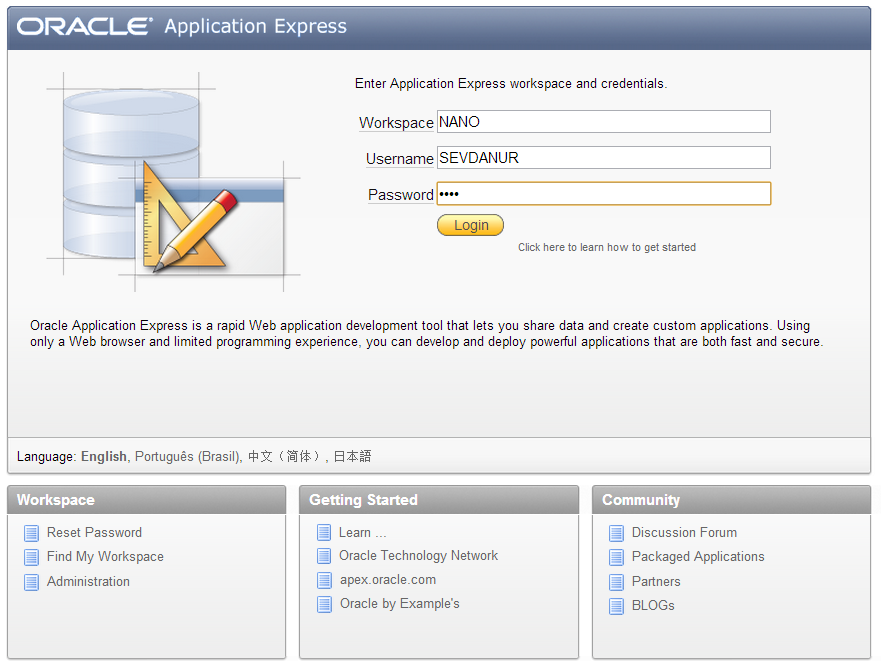 ORACLE® Application Express
Enter Application Express workspace and credentials.
Workspace NANO
Username SEVDANUR
Password ••••
Login
Click here to learn how to get started
Oracle Application Express is a rapid Web application development tool that lets you share data and create custom applications. Using
only a Web browser and limited programming experience, you can develop and deploy powerful applications that are both fast and secure.
Language: English, Português (Brasil), 中文（简体）, 日本語
Workspace
Reset Password
Find My Workspace
Administration
Getting Started
Learn ...
Oracle Technology Network
apex.oracle.com
Oracle by Example's
Community
Discussion Forum
Packaged Applications
Partners
BLOGs